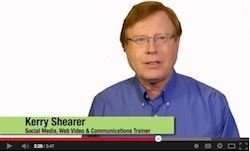 Kerry Shearer
Social Media, Web Video & Communications Trainer
2:26 / 3:47